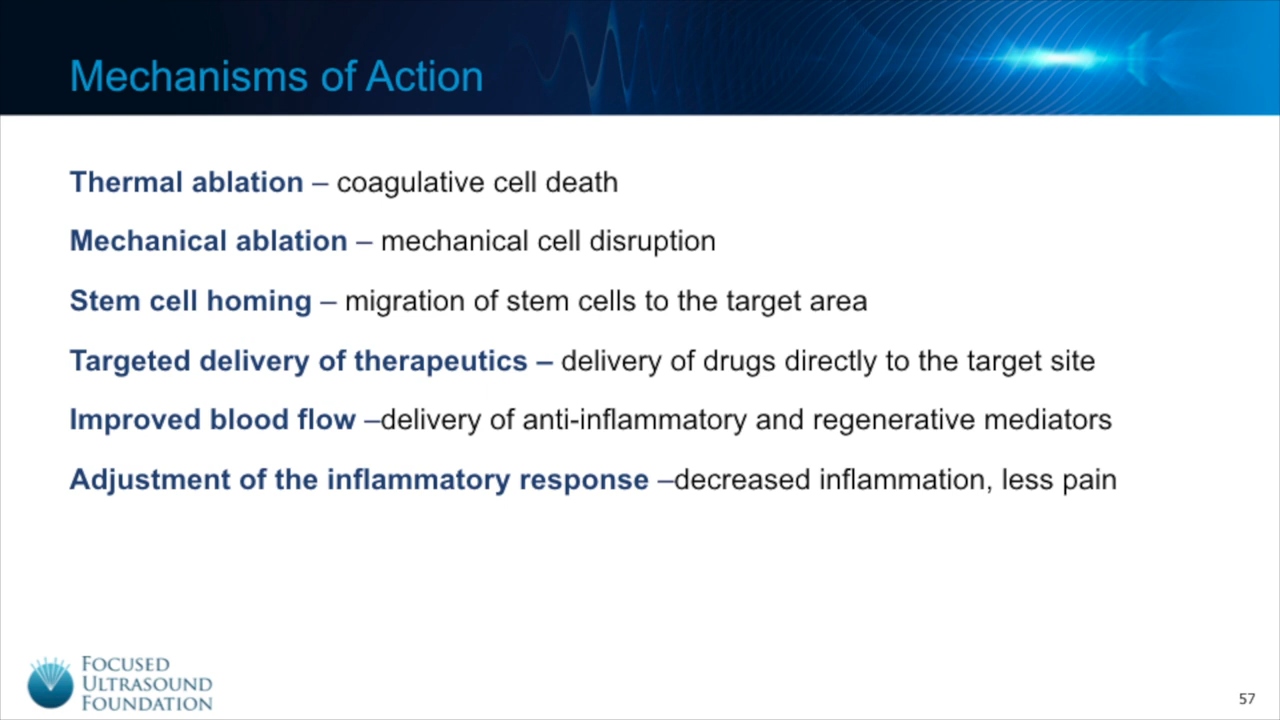 Mechanisms of Action
Thermal ablation – coagulative cell death
Mechanical ablation – mechanical cell disruption
Stem cell homing – migration of stem cells to the target area
Targeted delivery of therapeutics – delivery of drugs directly to the target site
Improved blood flow –delivery of anti-inflammatory and regenerative mediators
Adjustment of the inflammatory response –decreased inflammation, less pain
FOCUSED
ULTRASOUND
FOUNDATION
57